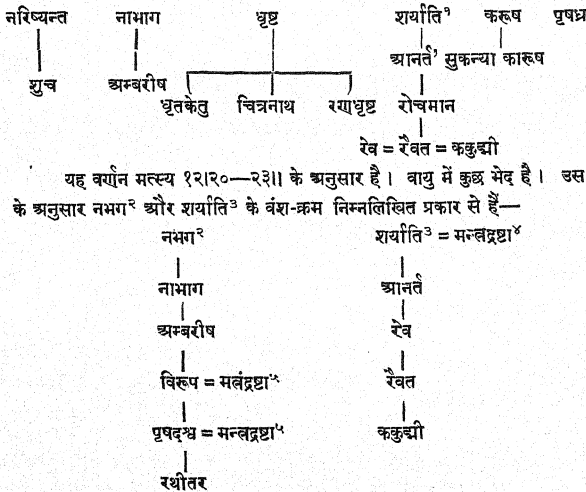 नरिष्यन्त नाभाग धृष्ट शर्याति¹ करूष पृषध्र
आनर्त' सुकन्या कारूष
शुच अम्बरीष
धृतकेतु चित्रनाथ रणधृष्ट रोचमान
रेव = रैवत = ककुद्मी
यह वर्णन मत्स्य १२।२०—२३।। के अनुसार है। वायु में कुछ भेद है। उस
के अनुसार नभग² और शर्याति³ के वंश-क्रम निम्नलिखित प्रकार से हैं—
नभग² शर्याति³ = मन्त्रद्रष्टा⁴
नाभाग आनर्त
अम्बरीष रेव
विरूप = मत्नंद्रष्टा⁵ रैवत
पृषदश्व = मन्त्रद्रष्टा⁵ ककुद्मी
रथीतर